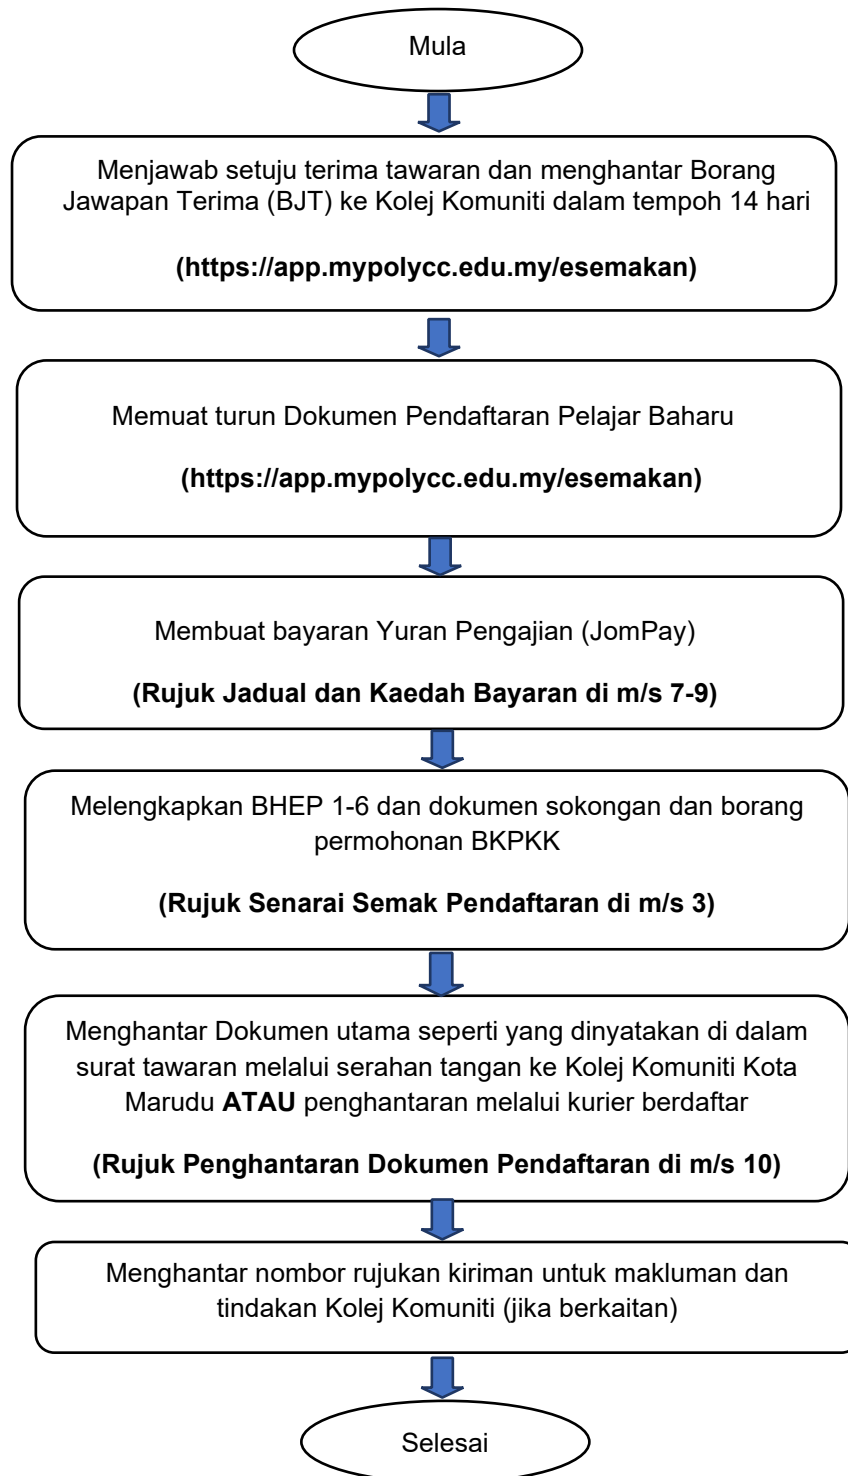 Mula
Menjawab setuju terima tawaran dan menghantar Borang
Jawapan Terima (BJT) ke Kolej Komuniti dalam tempoh 14 hari
(https://app.mypolycc.edu.my/esemakan)
Memuat turun Dokumen Pendaftaran Pelajar Baharu
(https://app.mypolycc.edu.my/esemakan)
Membuat bayaran Yuran Pengajian (JomPay)
(Rujuk Jadual dan Kaedah Bayaran di m/s 7-9)
Melengkapkan BHEP 1-6 dan dokumen sokongan dan borang
permohonan BKPKK
(Rujuk Senarai Semak Pendaftaran di m/s 3)
Menghantar Dokumen utama seperti yang dinyatakan di dalam
surat tawaran melalui serahan tangan ke Kolej Komuniti Kota
Marudu ATAU penghantaran melalui kurier berdaftar
(Rujuk Penghantaran Dokumen Pendaftaran di m/s 10)
Menghantar nombor rujukan kiriman untuk makluman dan
tindakan Kolej Komuniti (jika berkaitan)
Selesai